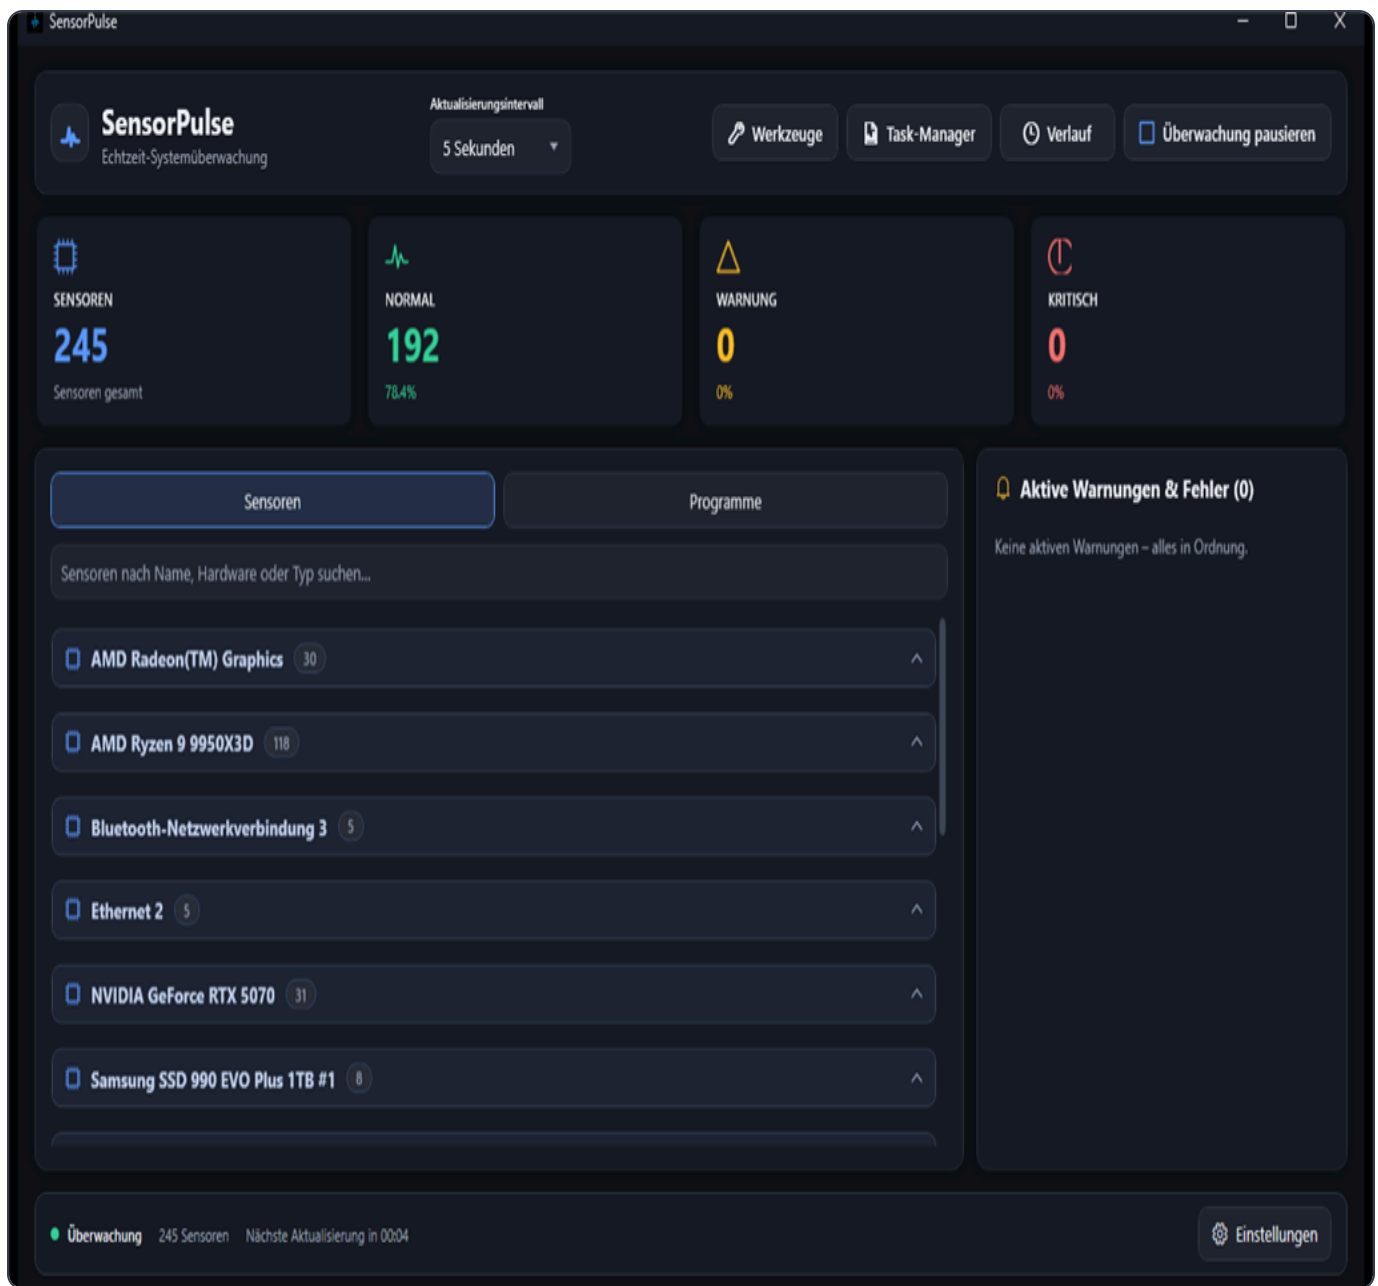 SensorPulse
SensorPulse
Echtzeit-Systemüberwachung
Aktualisierungsintervall
5 Sekunden
Werkzeuge
Task-Manager
Verlauf
Überwachung pausieren
SENSOREN
245
Sensoren gesamt
NORMAL
192
78.4%
WARNUNG
0
0%
KRITISCH
0
0%
Sensoren
Programme
Sensoren nach Name, Hardware oder Typ suchen...
AMD Radeon(TM) Graphics 30
AMD Ryzen 9 9950X3D 118
Bluetooth-Netzwerkverbindung 3 5
Ethernet 2 5
NVIDIA GeForce RTX 5070 31
Samsung SSD 990 EVO Plus 1TB #1 8
Aktive Warnungen & Fehler (0)
Keine aktiven Warnungen – alles in Ordnung.
Überwachung 245 Sensoren Nächste Aktualisierung in 00:04
Einstellungen